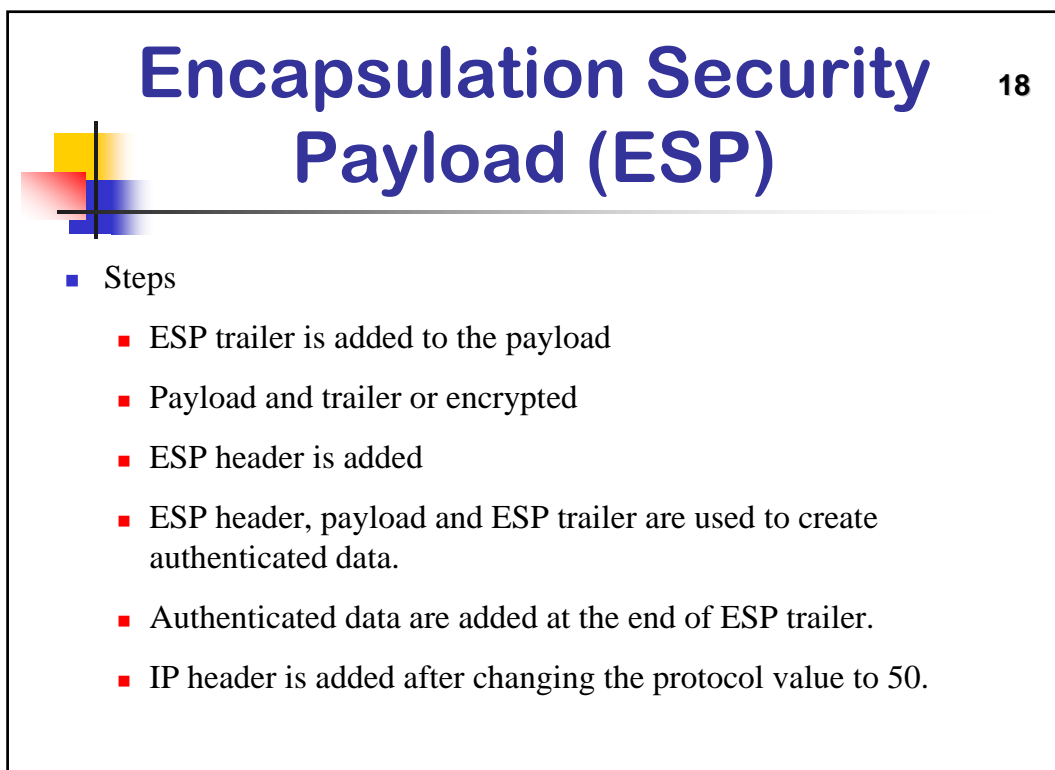 Encapsulation Security
Payload (ESP)
18
Steps
ESP trailer is added to the payload
Payload and trailer or encrypted
ESP header is added
ESP header, payload and ESP trailer are used to create
authenticated data.
Authenticated data are added at the end of ESP trailer.
IP header is added after changing the protocol value to 50.